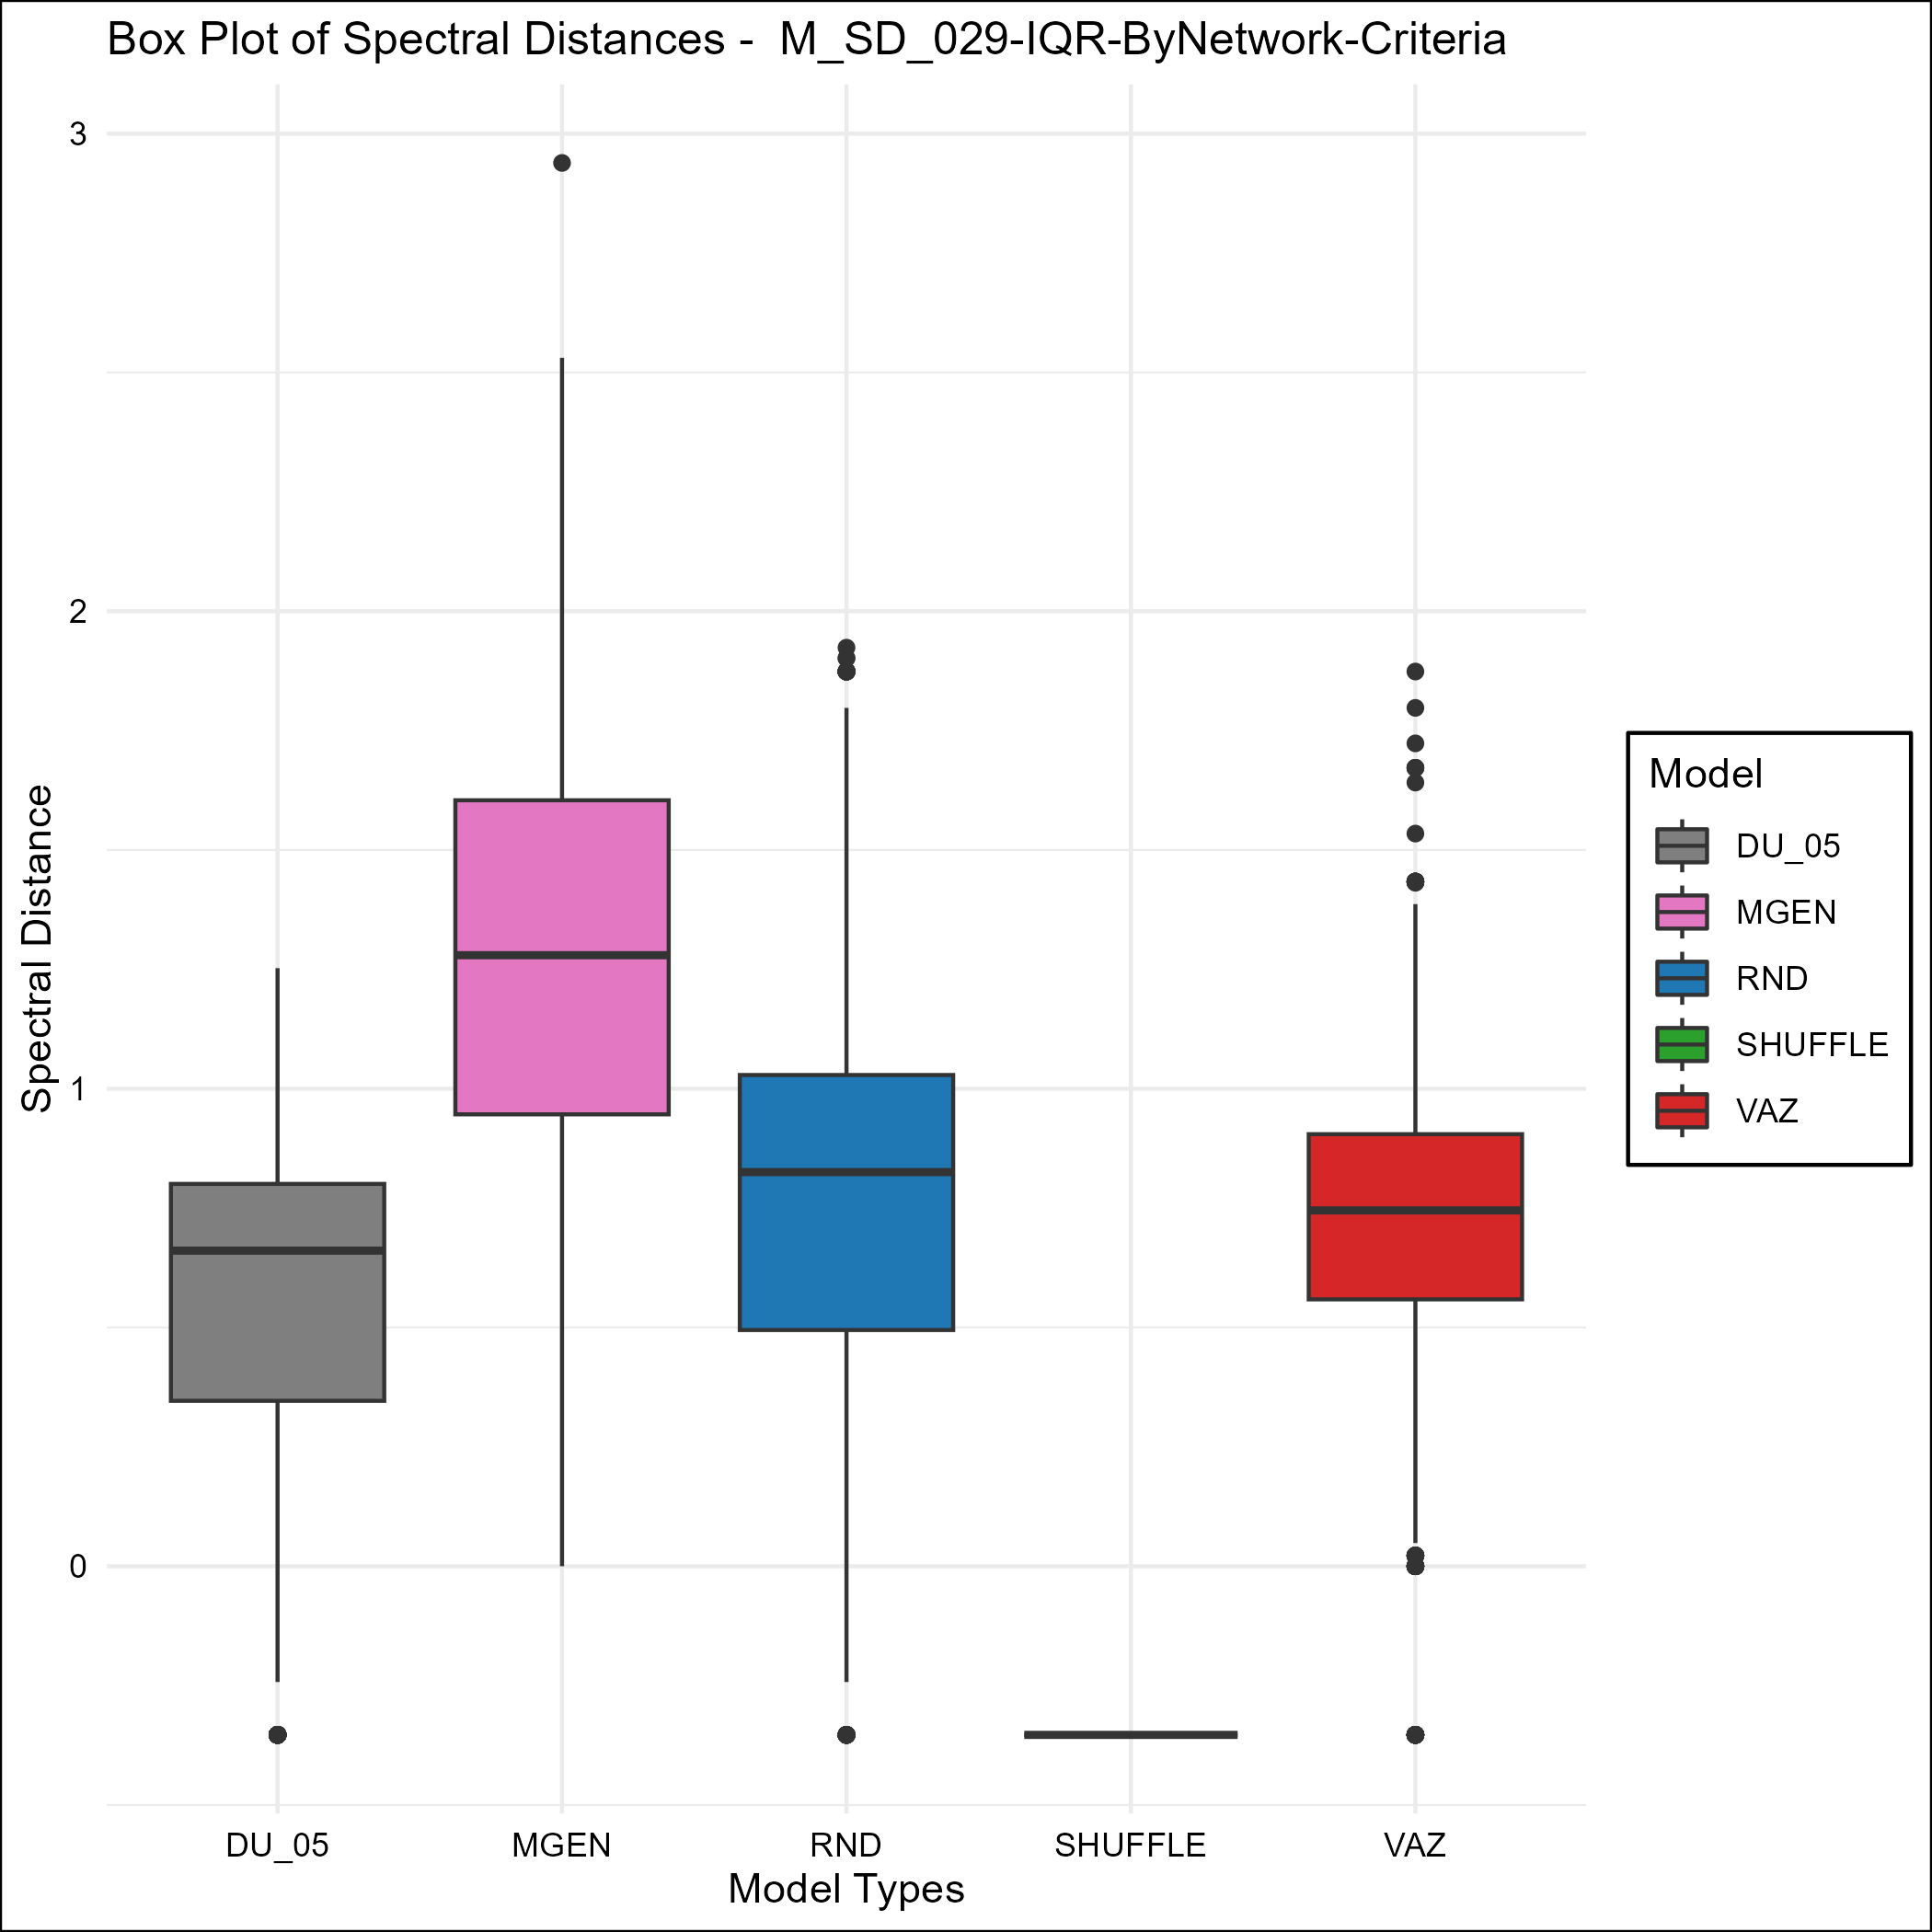 Box Plot of Spectral Distances -  M_SD_029-IQR-ByNetwork-Criteria
3
2
1
0
Spectral Distance
DU_05
MGEN
RND
SHUFFLE
VAZ
Model Types
Model
DU_05
MGEN
RND
SHUFFLE
VAZ